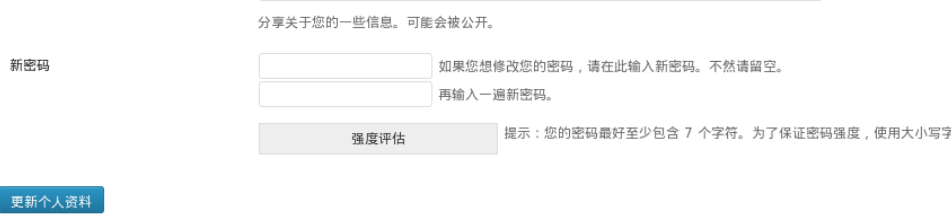 分享关于您的一些信息。可能会被公开。
新密码
如果您想修改您的密码，请在此输入新密码。不然请留空。
再输入一遍新密码。
强度评估
提示：您的密码最好至少包含 7 个字符。为了保证密码强度，使用大小写字
更新个人资料